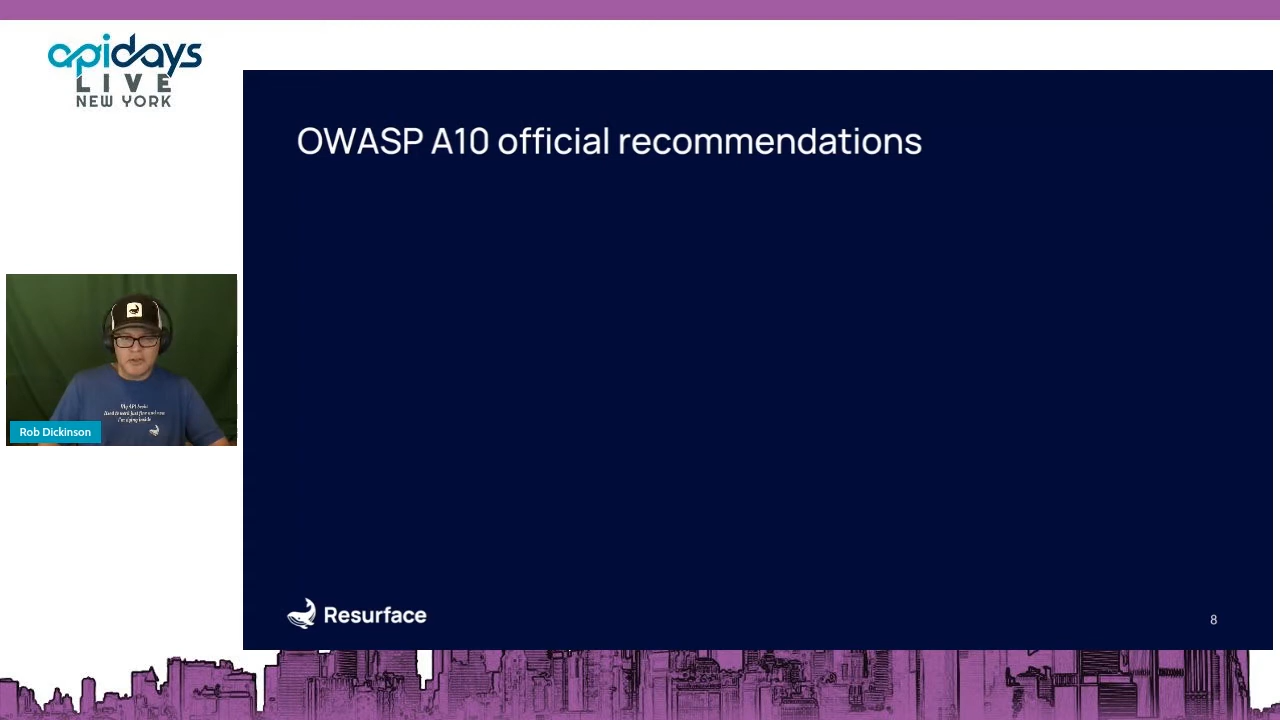 apidays
LIVE
NEW YORK
OWASP A10 official recommendations
Rob Dickinson
Resurface
8